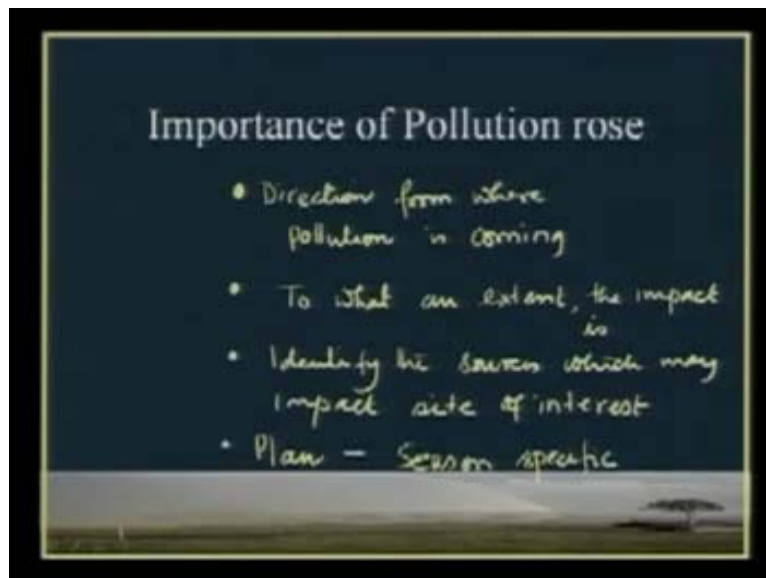 Importance of Pollution rose
• Direction form where
pollution is coming
• To what an extent, the impact
is
• Identify the sources which may
impact site of interest
• Plan — Season specific